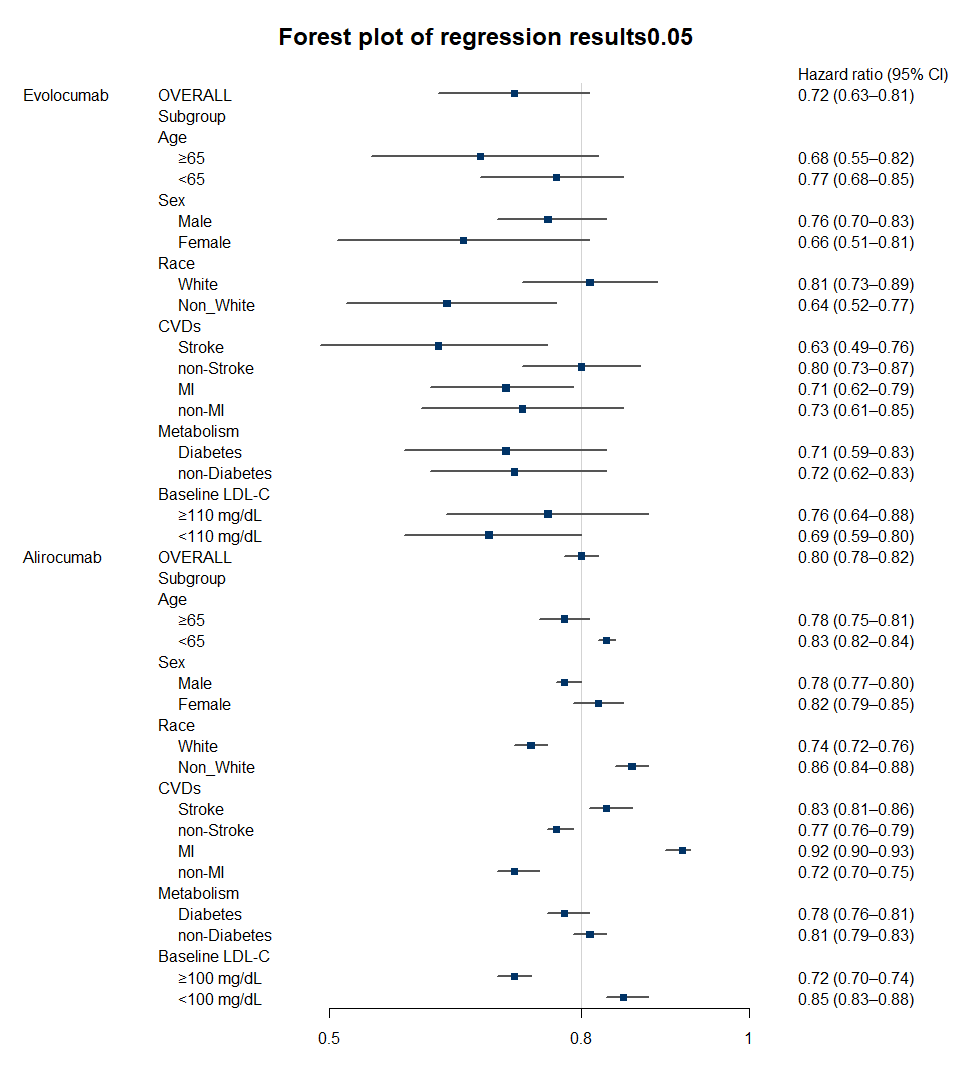 Forest plot of regression results0.05
Hazard ratio (95% CI)
Evolocumab OVERALL 0.72 (0.63–0.81)
Subgroup
Age
≥65 0.68 (0.55–0.82)
<65 0.77 (0.68–0.85)
Sex
Male 0.76 (0.70–0.83)
Female 0.66 (0.51–0.81)
Race
White 0.81 (0.73–0.89)
Non_White 0.64 (0.52–0.77)
CVDs
Stroke 0.63 (0.49–0.76)
non-Stroke 0.80 (0.73–0.87)
MI 0.71 (0.62–0.79)
non-MI 0.73 (0.61–0.85)
Metabolism
Diabetes 0.71 (0.59–0.83)
non-Diabetes 0.72 (0.62–0.83)
Baseline LDL-C
≥110 mg/dL 0.76 (0.64–0.88)
<110 mg/dL 0.69 (0.59–0.80)
Alirocumab OVERALL 0.80 (0.78–0.82)
Subgroup
Age
≥65 0.78 (0.75–0.81)
<65 0.83 (0.82–0.84)
Sex
Male 0.78 (0.77–0.80)
Female 0.82 (0.79–0.85)
Race
White 0.74 (0.72–0.76)
Non_White 0.86 (0.84–0.88)
CVDs
Stroke 0.83 (0.81–0.86)
non-Stroke 0.77 (0.76–0.79)
MI 0.92 (0.90–0.93)
non-MI 0.72 (0.70–0.75)
Metabolism
Diabetes 0.78 (0.76–0.81)
non-Diabetes 0.81 (0.79–0.83)
Baseline LDL-C
≥100 mg/dL 0.72 (0.70–0.74)
<100 mg/dL 0.85 (0.83–0.88)
0.5 0.8 1